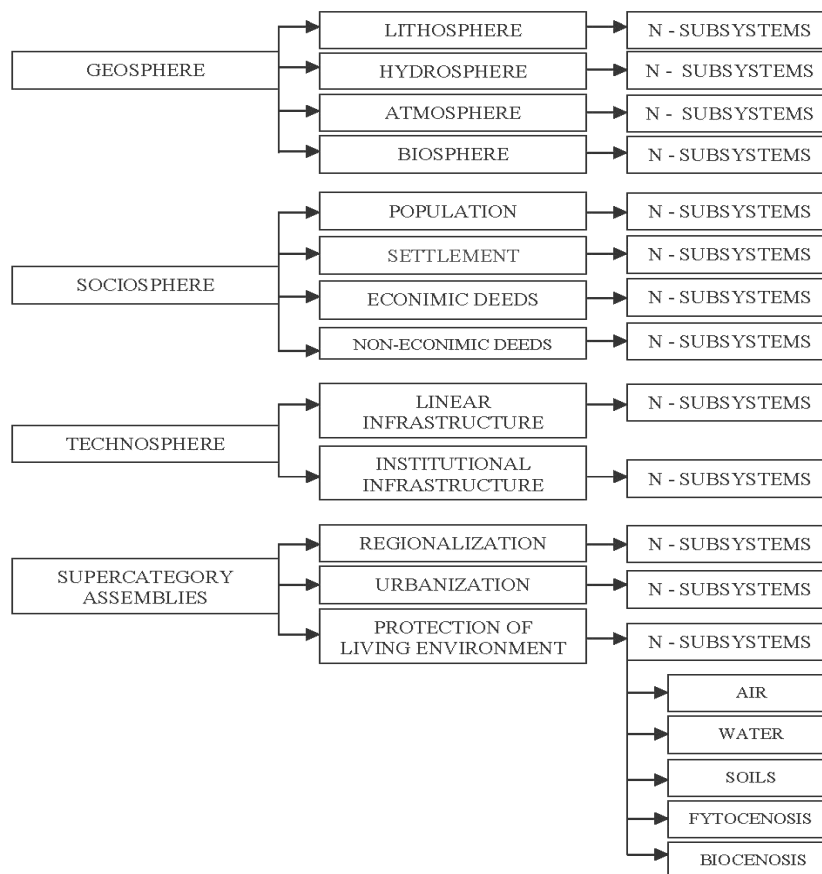 LITHOSPHERE
N - SUBSYSTEMS
GEOSPHERE
HYDROSPHERE
N - SUBSYSTEMS
ATMOSPHERE
N - SUBSYSTEMS
BIOSPHERE
N - SUBSYSTEMS
POPULATION
N - SUBSYSTEMS
SETTLEMENT
N - SUBSYSTEMS
SOCIOSPHERE
ECONIMIC DEEDS
N - SUBSYSTEMS
NON-ECONIMIC DEEDS
N - SUBSYSTEMS
LINEAR
INFRASTRUCTURE
N - SUBSYSTEMS
TECHNOSPHERE
INSTITUTIONAL
INFRASTRUCTURE
N - SUBSYSTEMS
REGIONALIZATION
N - SUBSYSTEMS
SUPERCATEGORY
ASSEMBLIES
URBANIZATION
N - SUBSYSTEMS
PROTECTION OF
LIVING ENVIRONMENT
N - SUBSYSTEMS
AIR
WATER
SOILS
FYTOCENOSIS
BIOCENOSIS